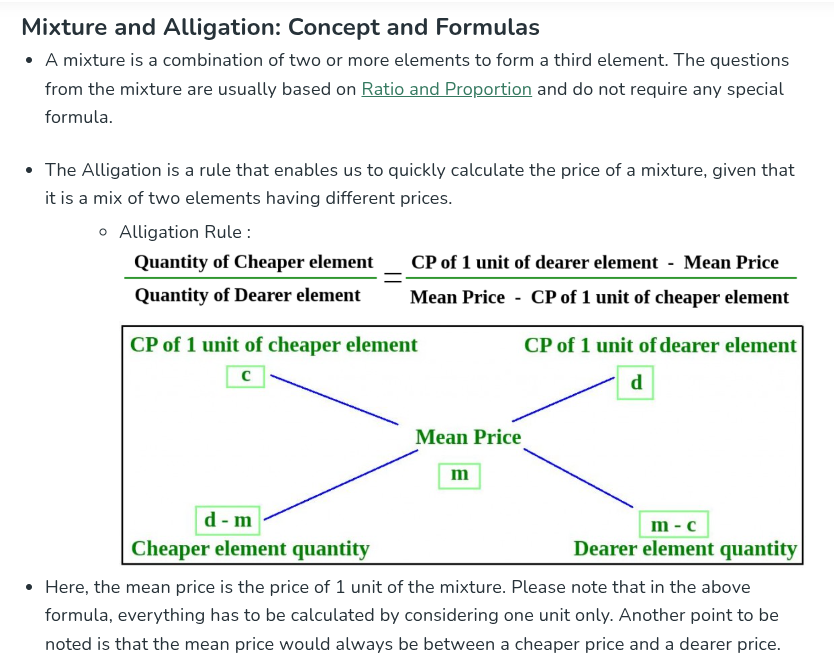 Mixture and Alligation: Concept and Formulas
• A mixture is a combination of two or more elements to form a third element. The questions
from the mixture are usually based on Ratio and Proportion and do not require any special
formula.
• The Alligation is a rule that enables us to quickly calculate the price of a mixture, given that
it is a mix of two elements having different prices.
○ Alligation Rule :
Quantity of Cheaper element = CP of 1 unit of dearer element - Mean Price
Quantity of Dearer element Mean Price - CP of 1 unit of cheaper element
CP of 1 unit of cheaper element CP of 1 unit of dearer element
c d
Mean Price
m
d - m m - c
Cheaper element quantity Dearer element quantity
• Here, the mean price is the price of 1 unit of the mixture. Please note that in the above
formula, everything has to be calculated by considering one unit only. Another point to be
noted is that the mean price would always be between a cheaper price and a dearer price.